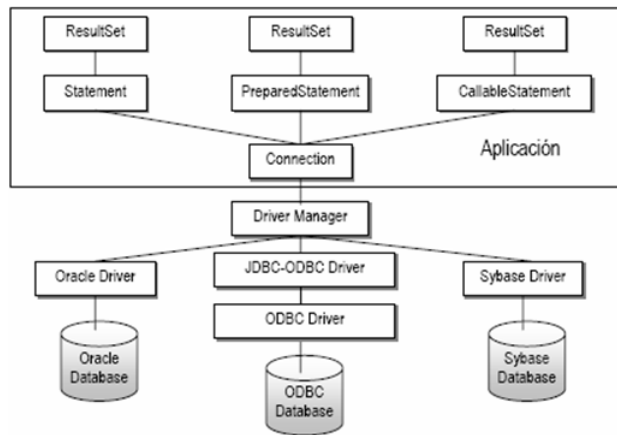 ResultSet
ResultSet
ResultSet
Statement
PreparedStatement
CallableStatement
Connection
Aplicación
Driver Manager
Oracle Driver
JDBC-ODBC Driver
Sybase Driver
ODBC Driver
Oracle
Database
ODBC
Database
Sybase
Database